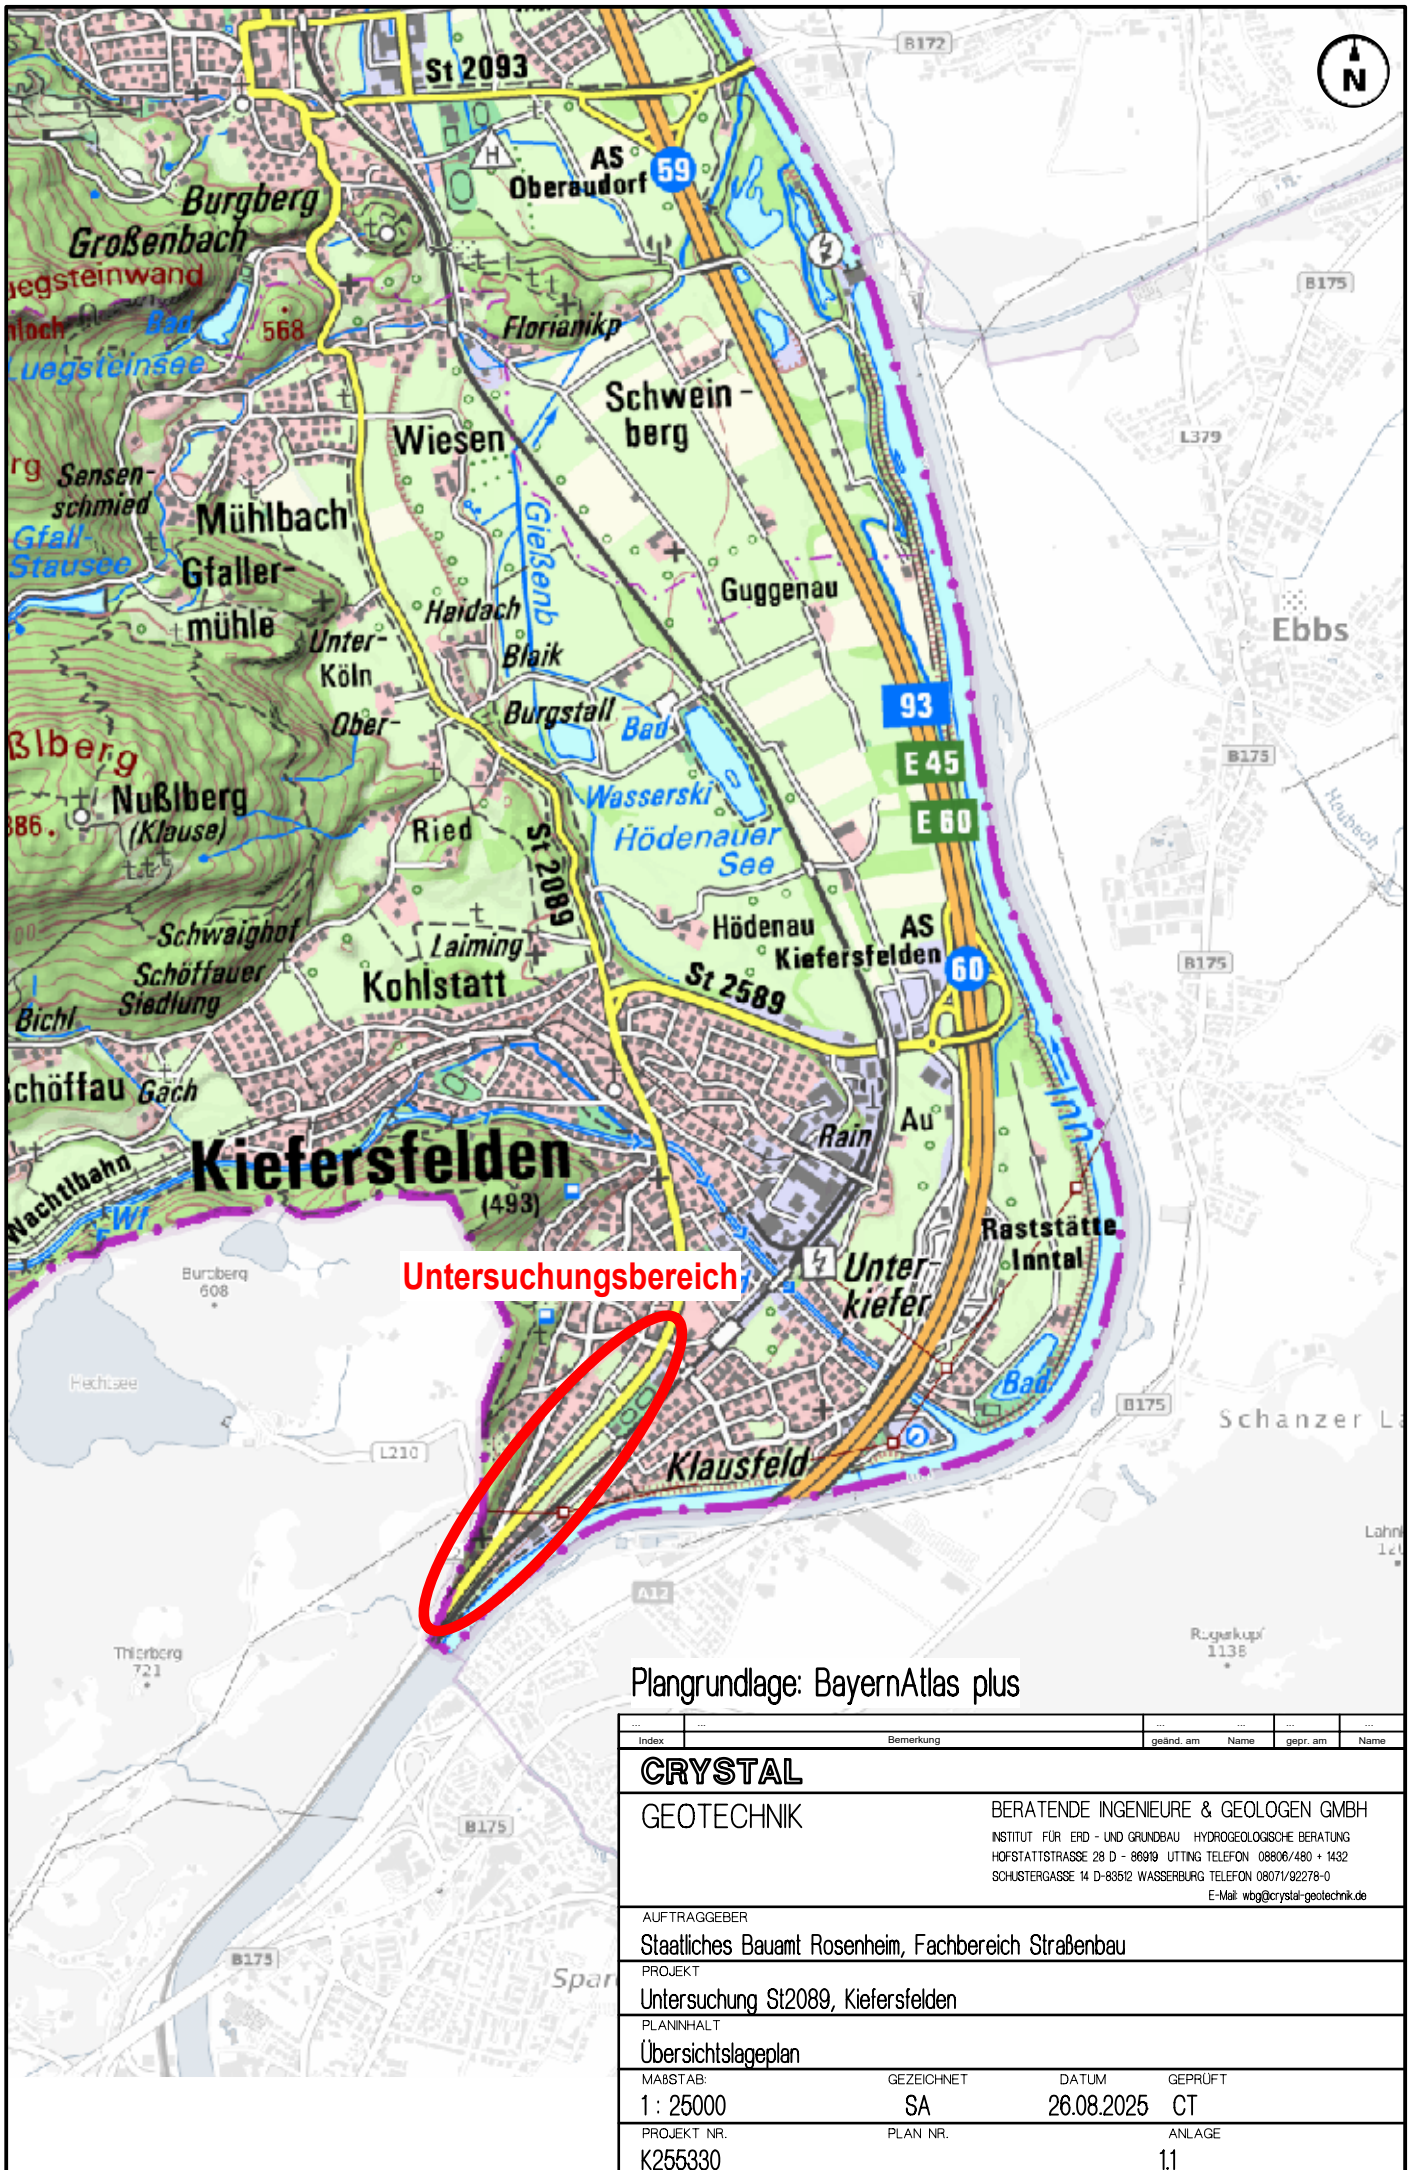 B172
N
St 2093
H
AS
Oberaudorf
59
Burgberg
Großenbach
B175
568
Bad
Florianikp
Luegsteinsee
Schwein-
berg
L379
Wiesen
Sensen-
schmied
Mühlbach
Gießenb
Gfall-
Stausee
Gfaller-
mühle
Guggenau
Haidach
Ebbs
Unter-
Köln
Blaik
Ober-
Burgstall
Bad
93
E 45
B175
Wasserski
E 60
Nußlberg
(Klause)
Ried
St 2089
Hödenauer
See
Hödenau
AS
Kiefersfelden
60
Schwaighof
Laiming
B175
Schöffauer
Siedlung
Kohlstatt
St 2589
Bichl
Gach
Au
Inn
Rain
Kiefersfelden
(493)
Wachtlbahn
Wf
Raststätte
Inntal
Unter-
kiefer
Untersuchungsbereich
608
Hechtsee
Bad
B175
L210
Klausfeld
A12
Thierberg
721
1138
Plangrundlage: BayernAtlas plus
... ... ... ... ... ...
Index Bemerkung geänd. am Name gepr. am Name
CRYSTAL
GEOTECHNIK
BERATENDE INGENIEURE & GEOLOGEN GMBH
INSTITUT FÜR ERD - UND GRUNDBAU HYDROGEOLOGISCHE BERATUNG
HOFSTATTSTRASSE 28 D - 86919 UTTING TELEFON 08806/480 + 1432
SCHUSTERGASSE 14 D-83512 WASSERBURG TELEFON 08071/92278-0
E-Mail: wbg@crystal-geotechnik.de
B175
B175
AUFTRAGGEBER
Staatliches Bauamt Rosenheim, Fachbereich Straßenbau
PROJEKT
Untersuchung St2089, Kiefersfelden
PLANINHALT
Übersichtslageplan
MAßSTAB: GEZEICHNET DATUM GEPRÜFT
1 : 25000 SA 26.08.2025 CT
PROJEKT NR. PLAN NR. ANLAGE
K255330 1.1